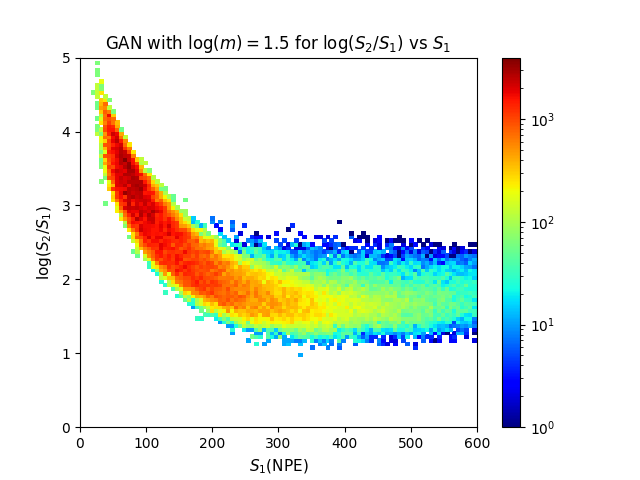 GAN with log(m) = 1.5 for log(S₂/S₁) vs S₁
5
4
3
2
1
0
log(S₂/S₁)
0 100 200 300 400 500 600
S₁(NPE)
10³
10²
10¹
10⁰